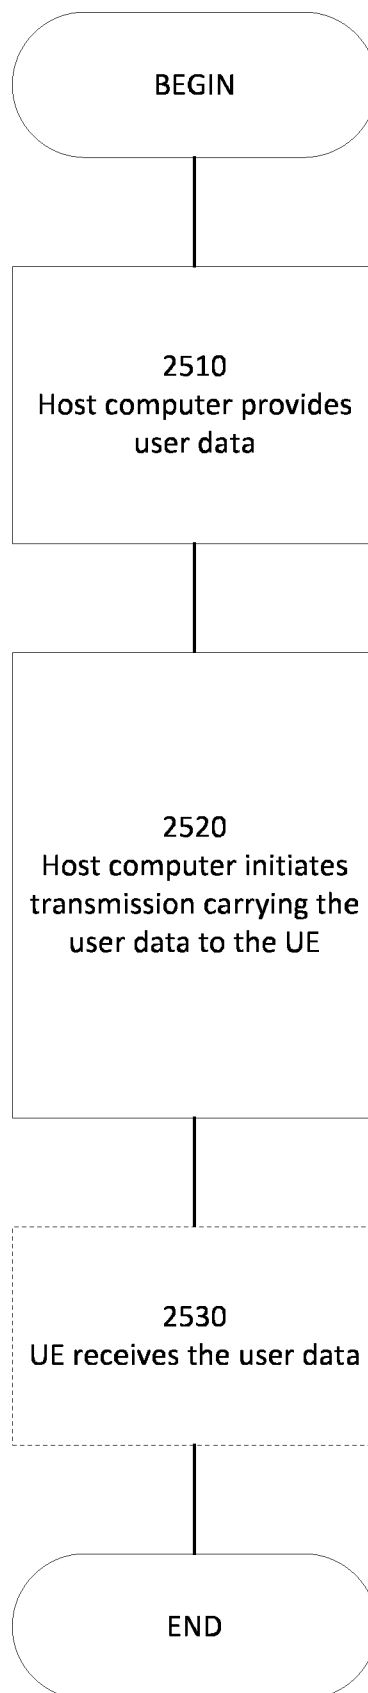 BEGIN
2510
Host computer provides
user data
2520
Host computer initiates
transmission carrying the
user data to the UE
2530
UE receives the user data
END